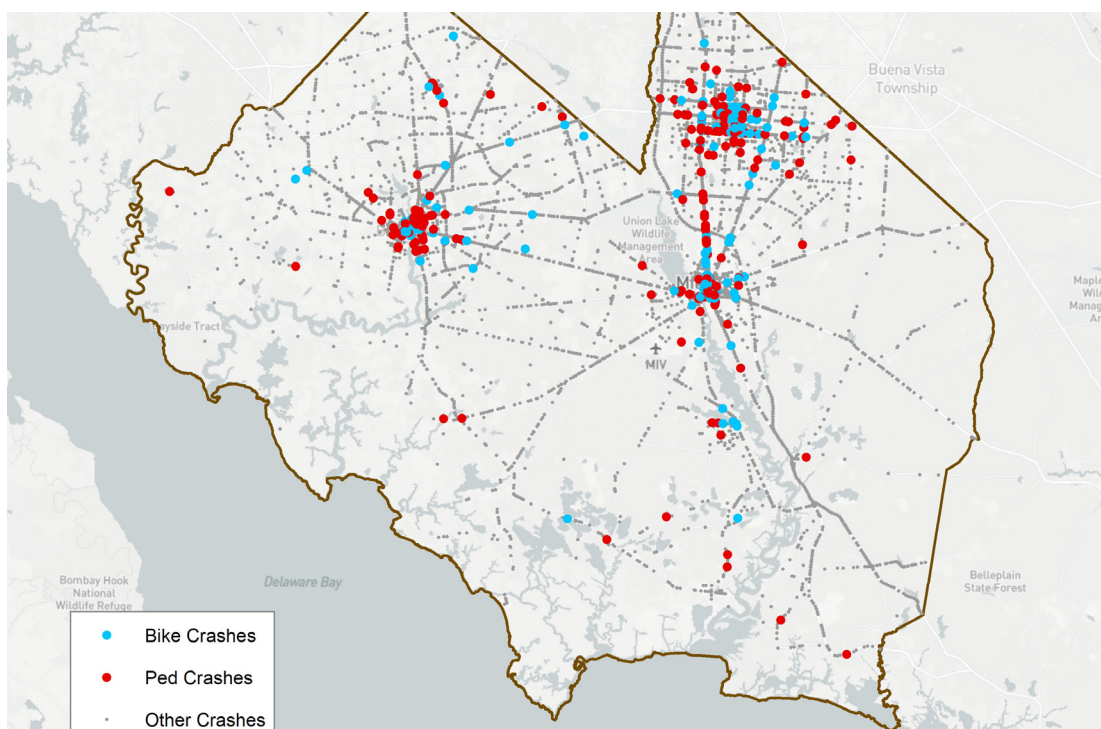 Buena Vista
Township
Union Lake
Wildlife
Management
Area
MIV
Bayside Tract
Delaware Bay
Bombay Hook
National
Wildlife Refuge
Belleplain
State Forest
Bike Crashes
Ped Crashes
Other Crashes